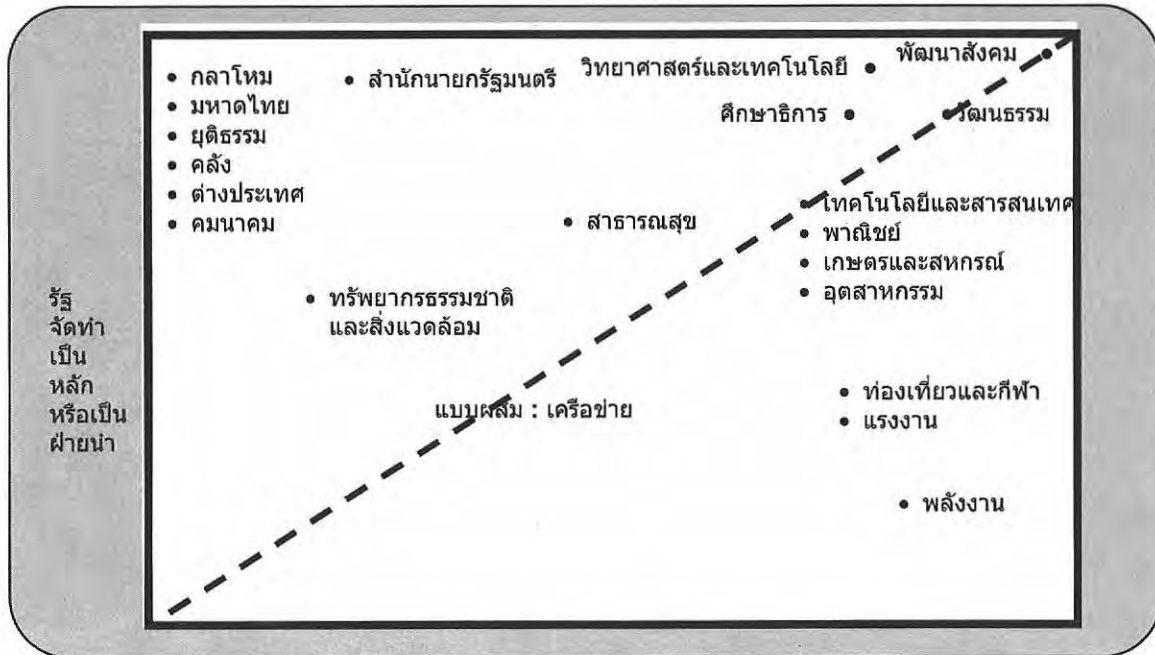 กลาโหม
มหาดไทย
ยุติธรรม
คลัง
ต่างประเทศ
คมนาคม
สำนักนายกรัฐมนตรี
วิทยาศาสตร์และเทคโนโลยี
พัฒนาสังคม
ศึกษาธิการ
วัฒนธรรม
สาธารณสุข
เทคโนโลยีและสารสนเทศ
พาณิชย์
เกษตรและสหกรณ์
อุตสาหกรรม
ทรัพยากรธรรมชาติ
และสิ่งแวดล้อม
รัฐ
จัดทำ
เป็น
หลัก
หรือเป็น
ฝ่ายนำ
แบบผสม : เครือข่าย
ท่องเที่ยวและกีฬา
แรงงาน
พลังงาน